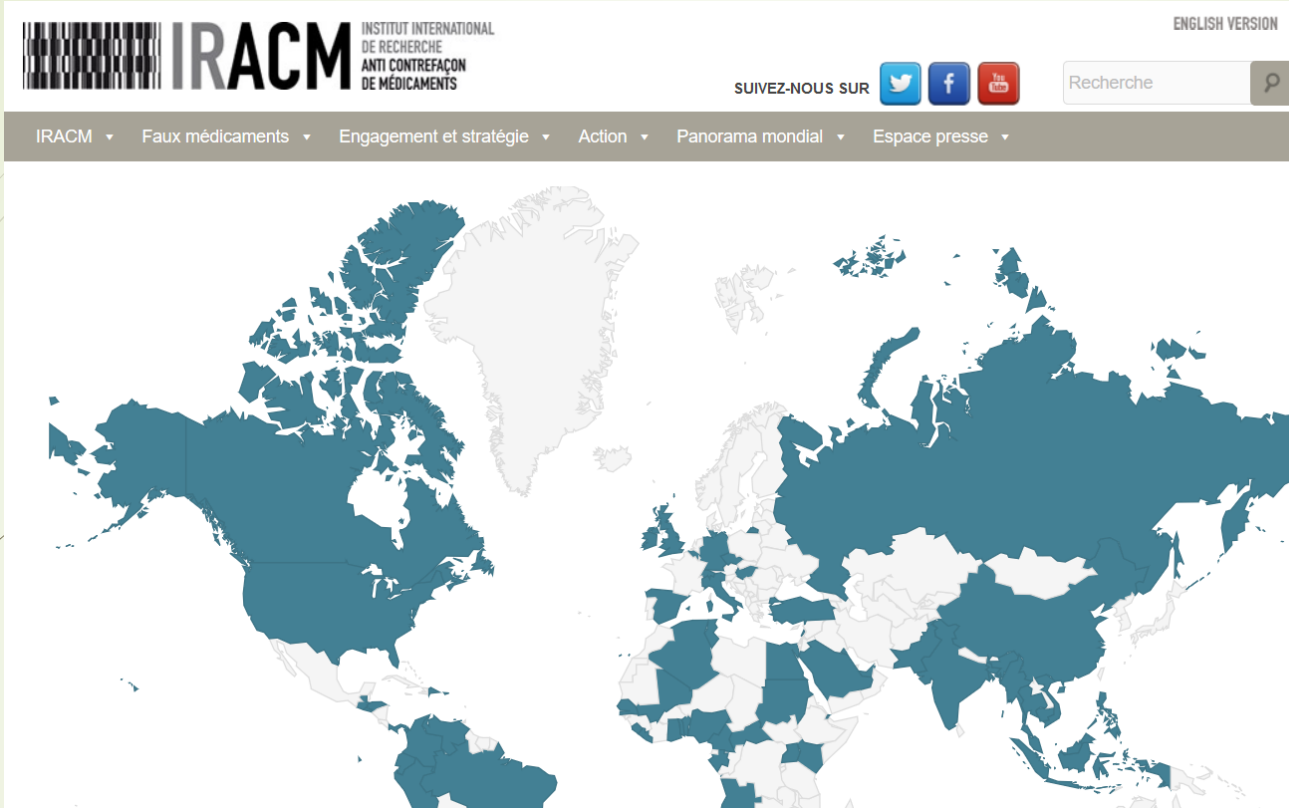 ENGLISH VERSION
IRACM
INSTITUT INTERNATIONAL
DE RECHERCHE
ANTI CONTREFAÇON
DE MÉDICAMENTS
SUIVEZ-NOUS SUR
You
Tube
Recherche
IRACM
Faux médicaments
Engagement et stratégie
Action
Panorama mondial
Espace presse